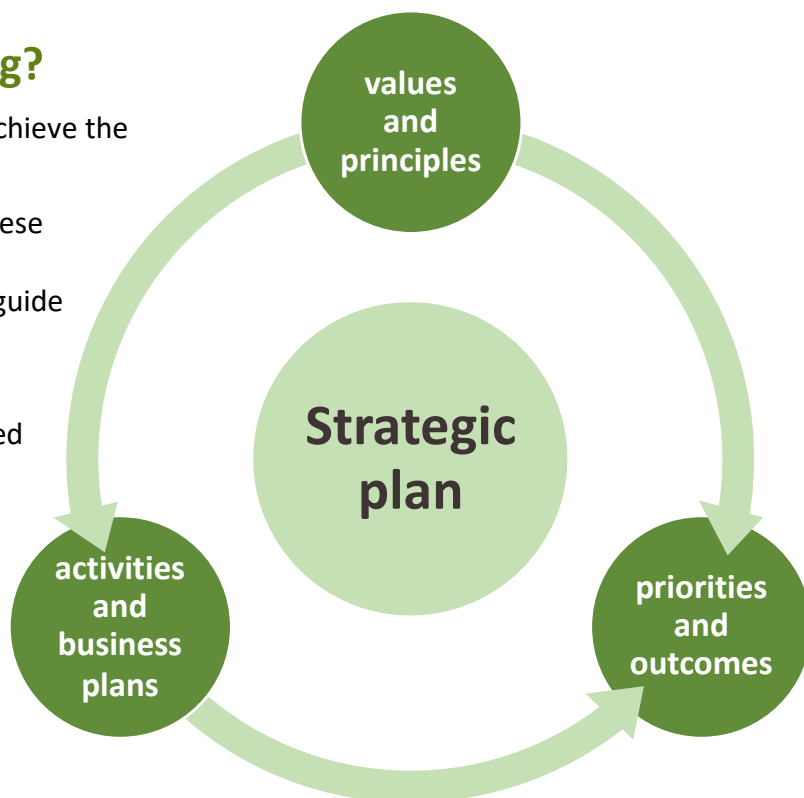 g?
chieve the
ese
guide
ed
values
and
principles
Strategic
plan
activities
and
business
plans
priorities
and
outcomes